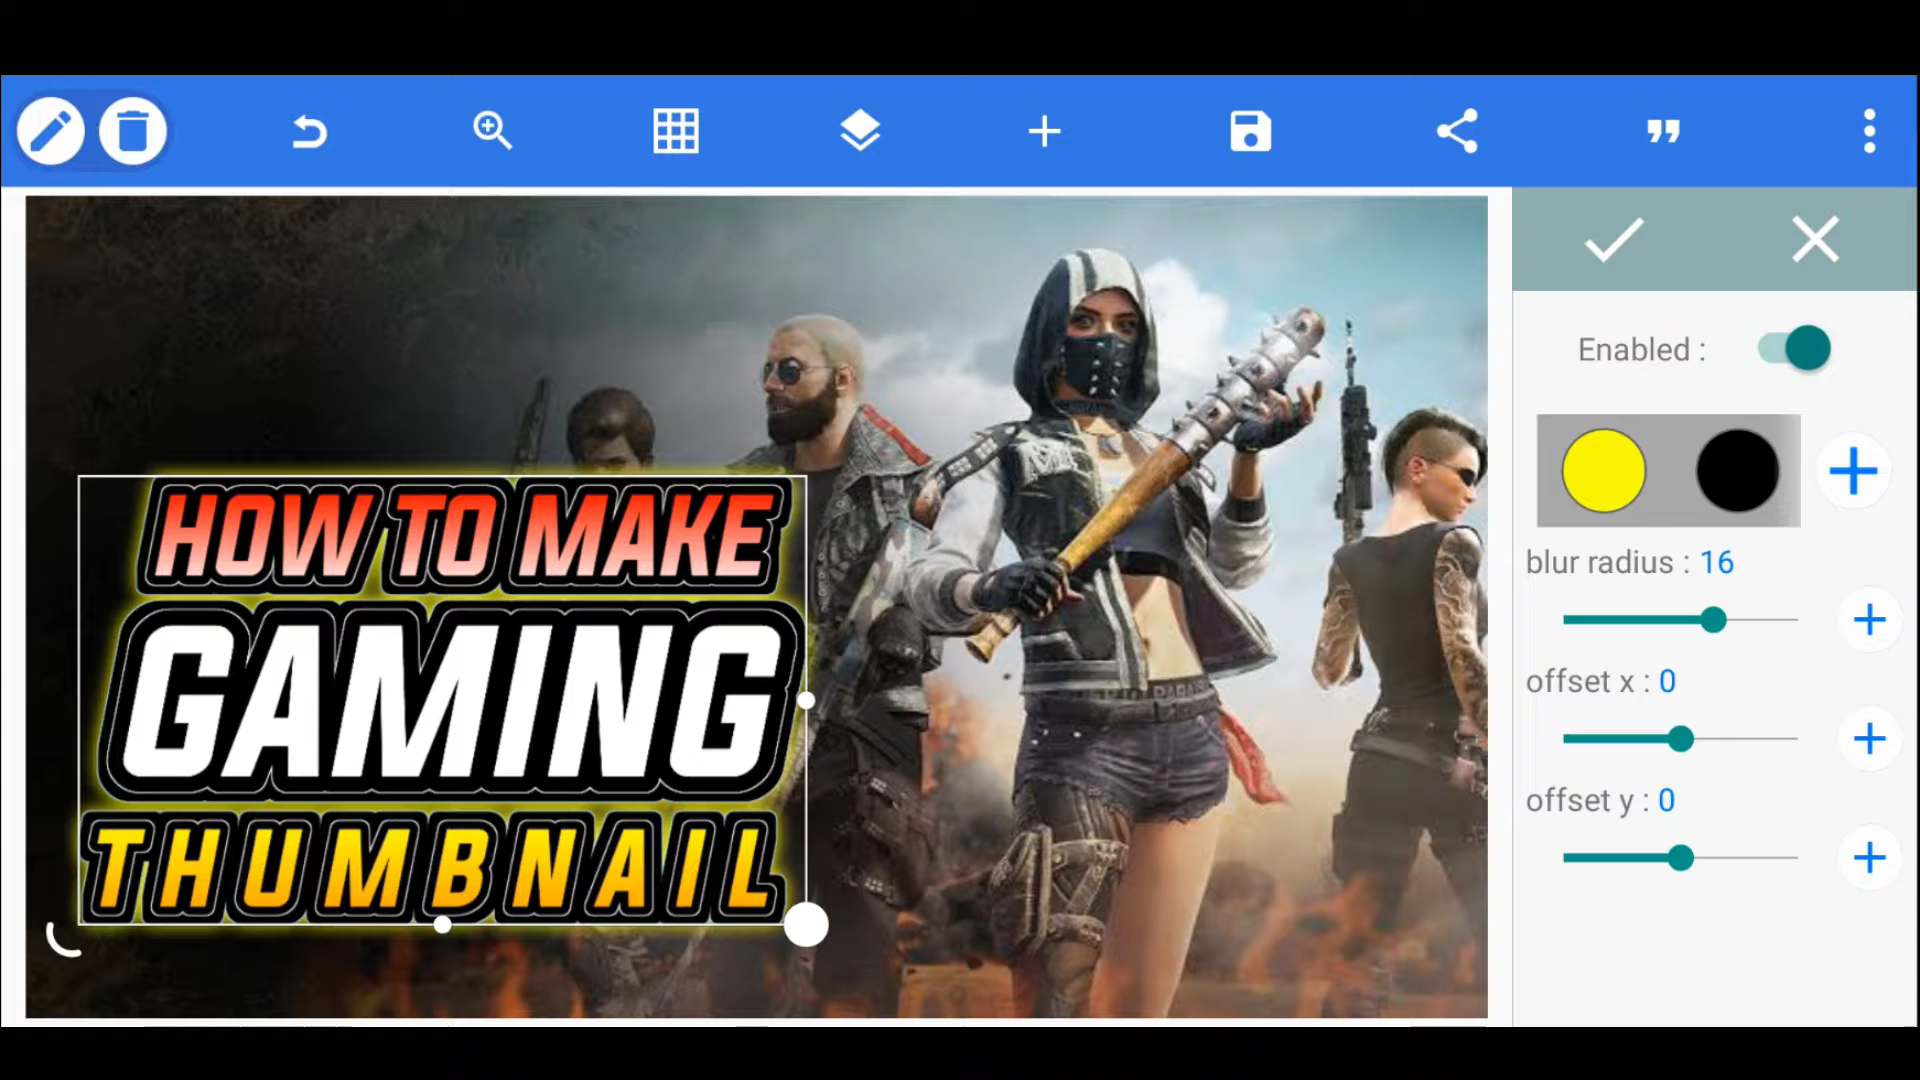 Enabled :
HOW TO MAKE
GAMING
THUMBNAIL
blur radius : 16
offset x : 0
offset y : 0